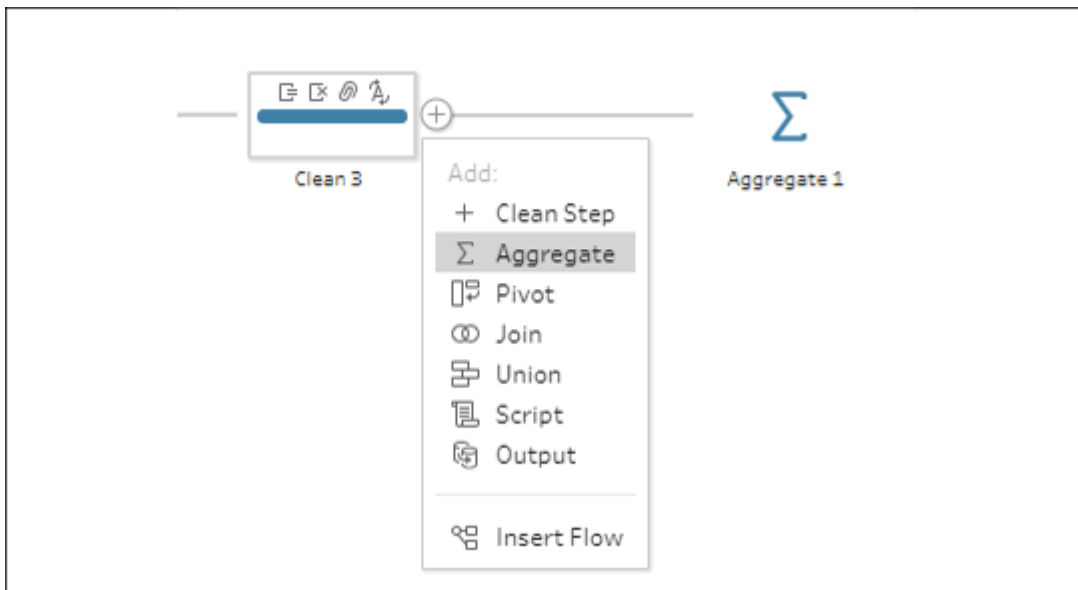 Clean 3
Aggregate 1
Add:
Clean Step
Aggregate
Pivot
Join
Union
Script
Output
Insert Flow